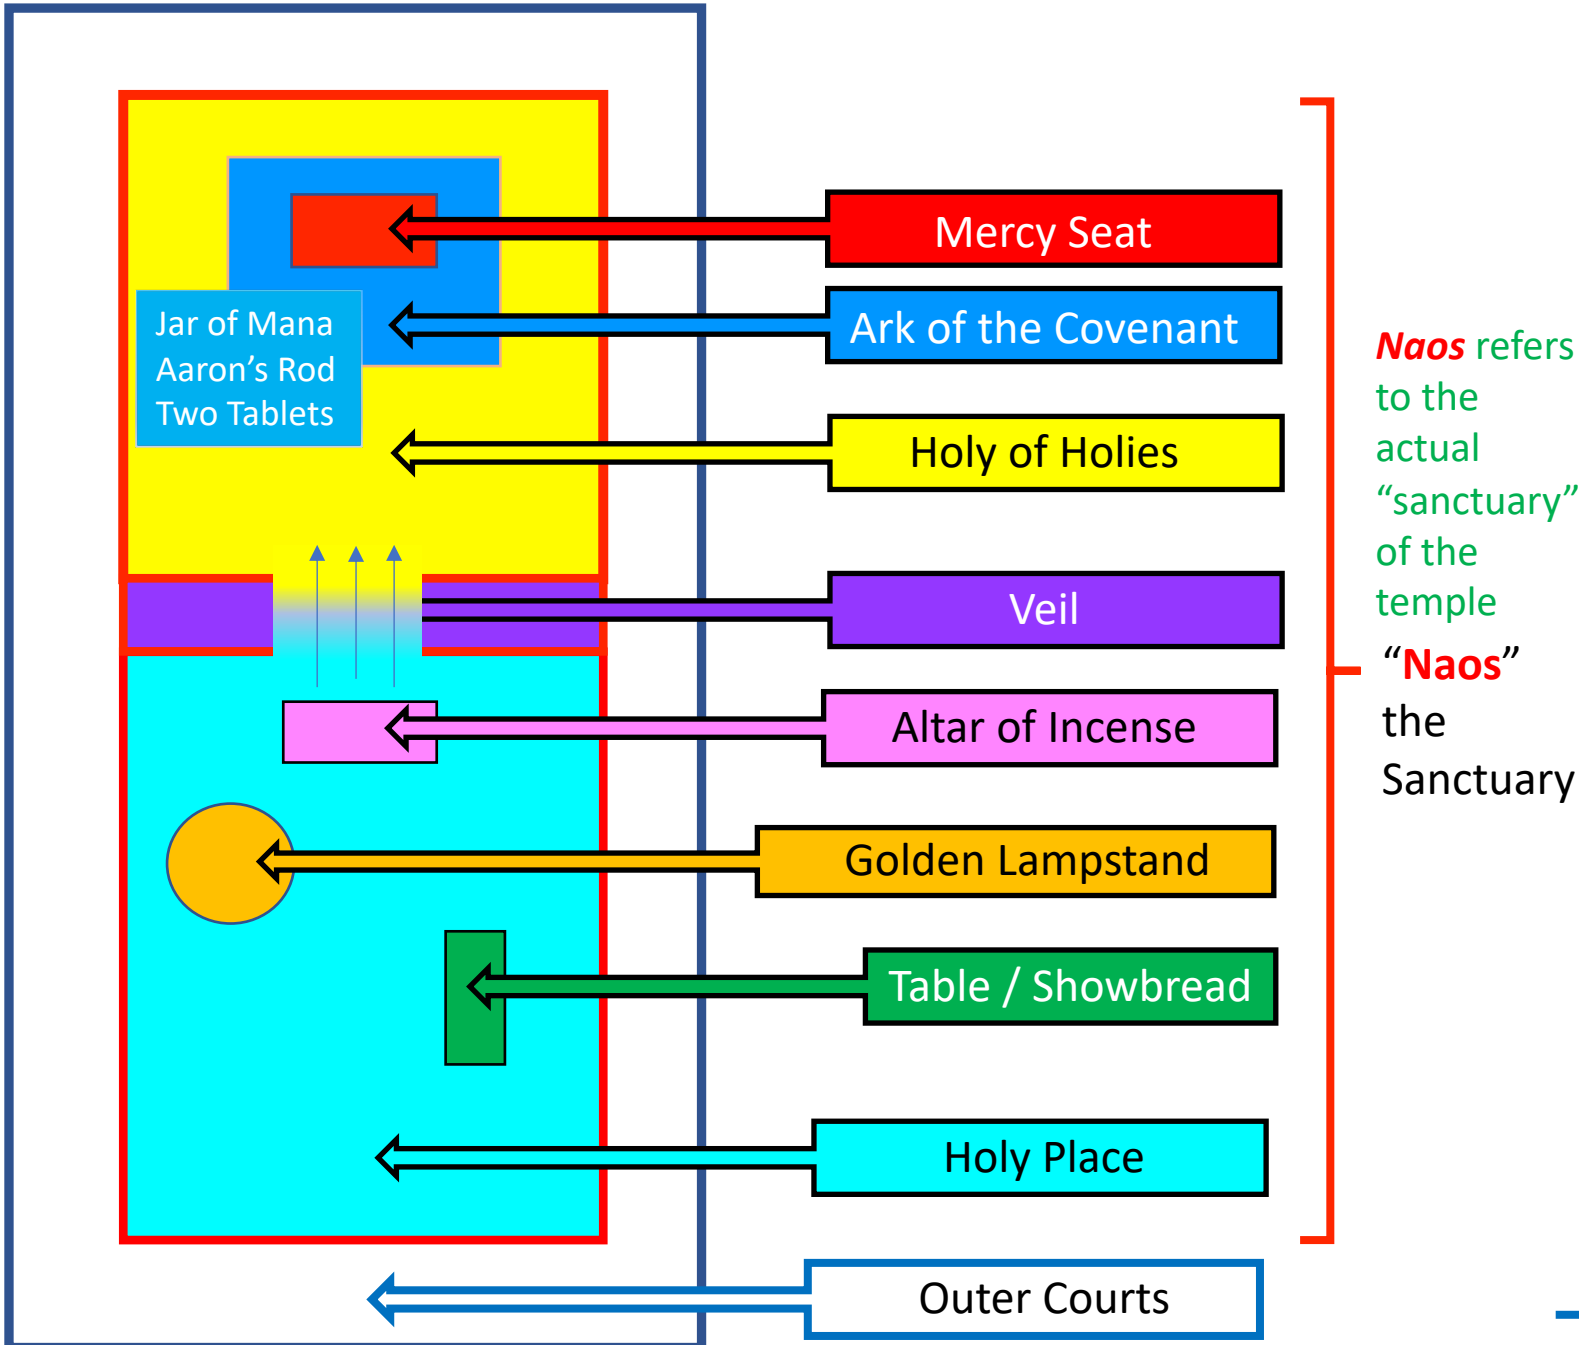 Mercy Seat
Ark of the Covenant
Jar of Mana
Aaron’s Rod
Two Tablets
Holy of Holies
Veil
Altar of Incense
Golden Lampstand
Table / Showbread
Holy Place
Outer Courts
Naos refers
to the
actual
“sanctuary”
of the
temple
“Naos”
the
Sanctuary